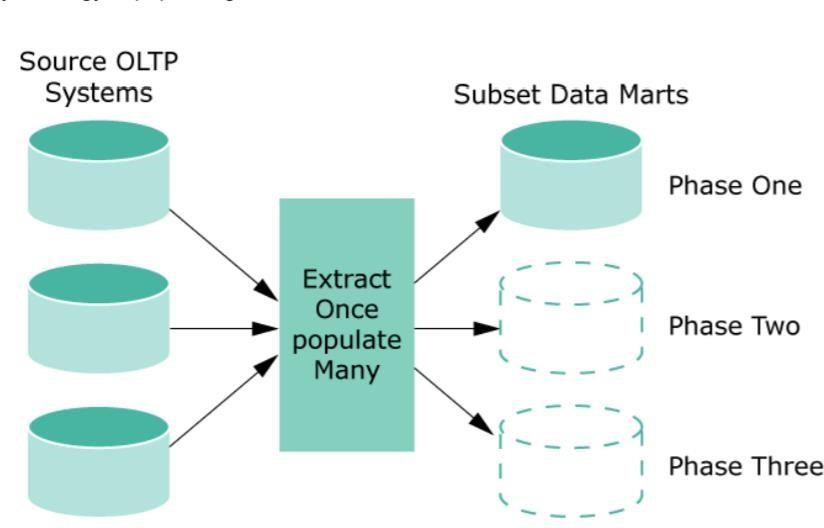 Source OLTP
Systems
Subset Data Marts
Phase One
Extract
Once
populate
Many
Phase Two
Phase Three